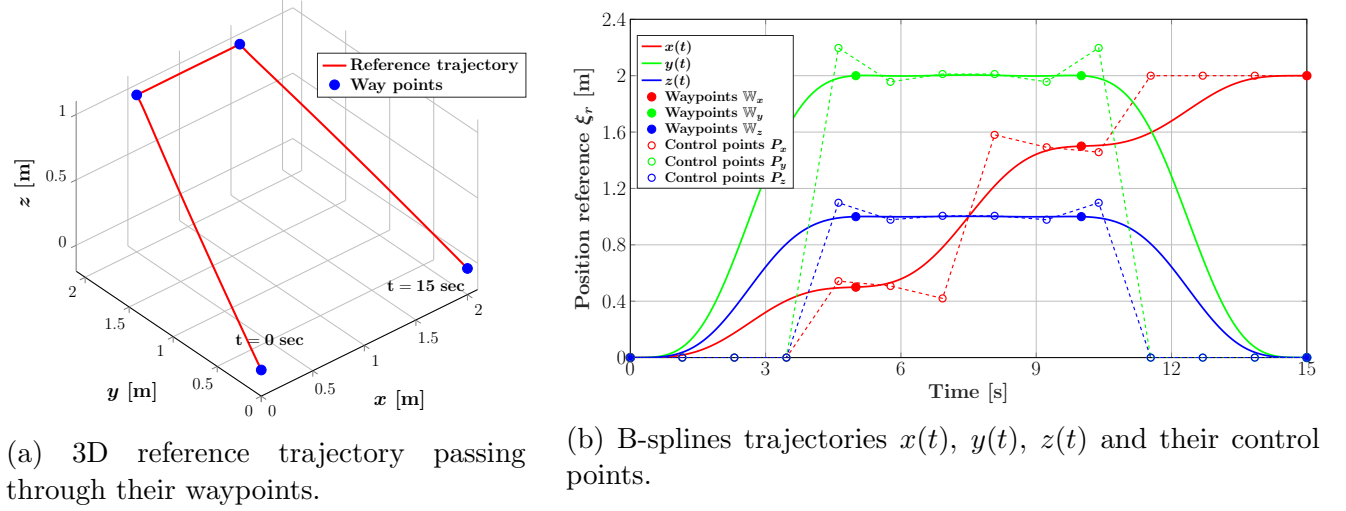 Reference trajectory
Way points
1
0.5
0
z [m]
2
1.5
1
0.5
0
y [m]
0
0.5
1
1.5
2
x [m]
t = 0 sec
t = 15 sec
(a) 3D reference trajectory passing
through their waypoints.
2.4
2
1.6
1.2
0.8
0.4
0
Position reference ξr [m]
x(t)
y(t)
z(t)
Waypoints 𝕎x
Waypoints 𝕎y
Waypoints 𝕎z
Control points Px
Control points Py
Control points Pz
0
3
6
9
12
15
Time [s]
(b) B-splines trajectories x(t), y(t), z(t) and their control
points.